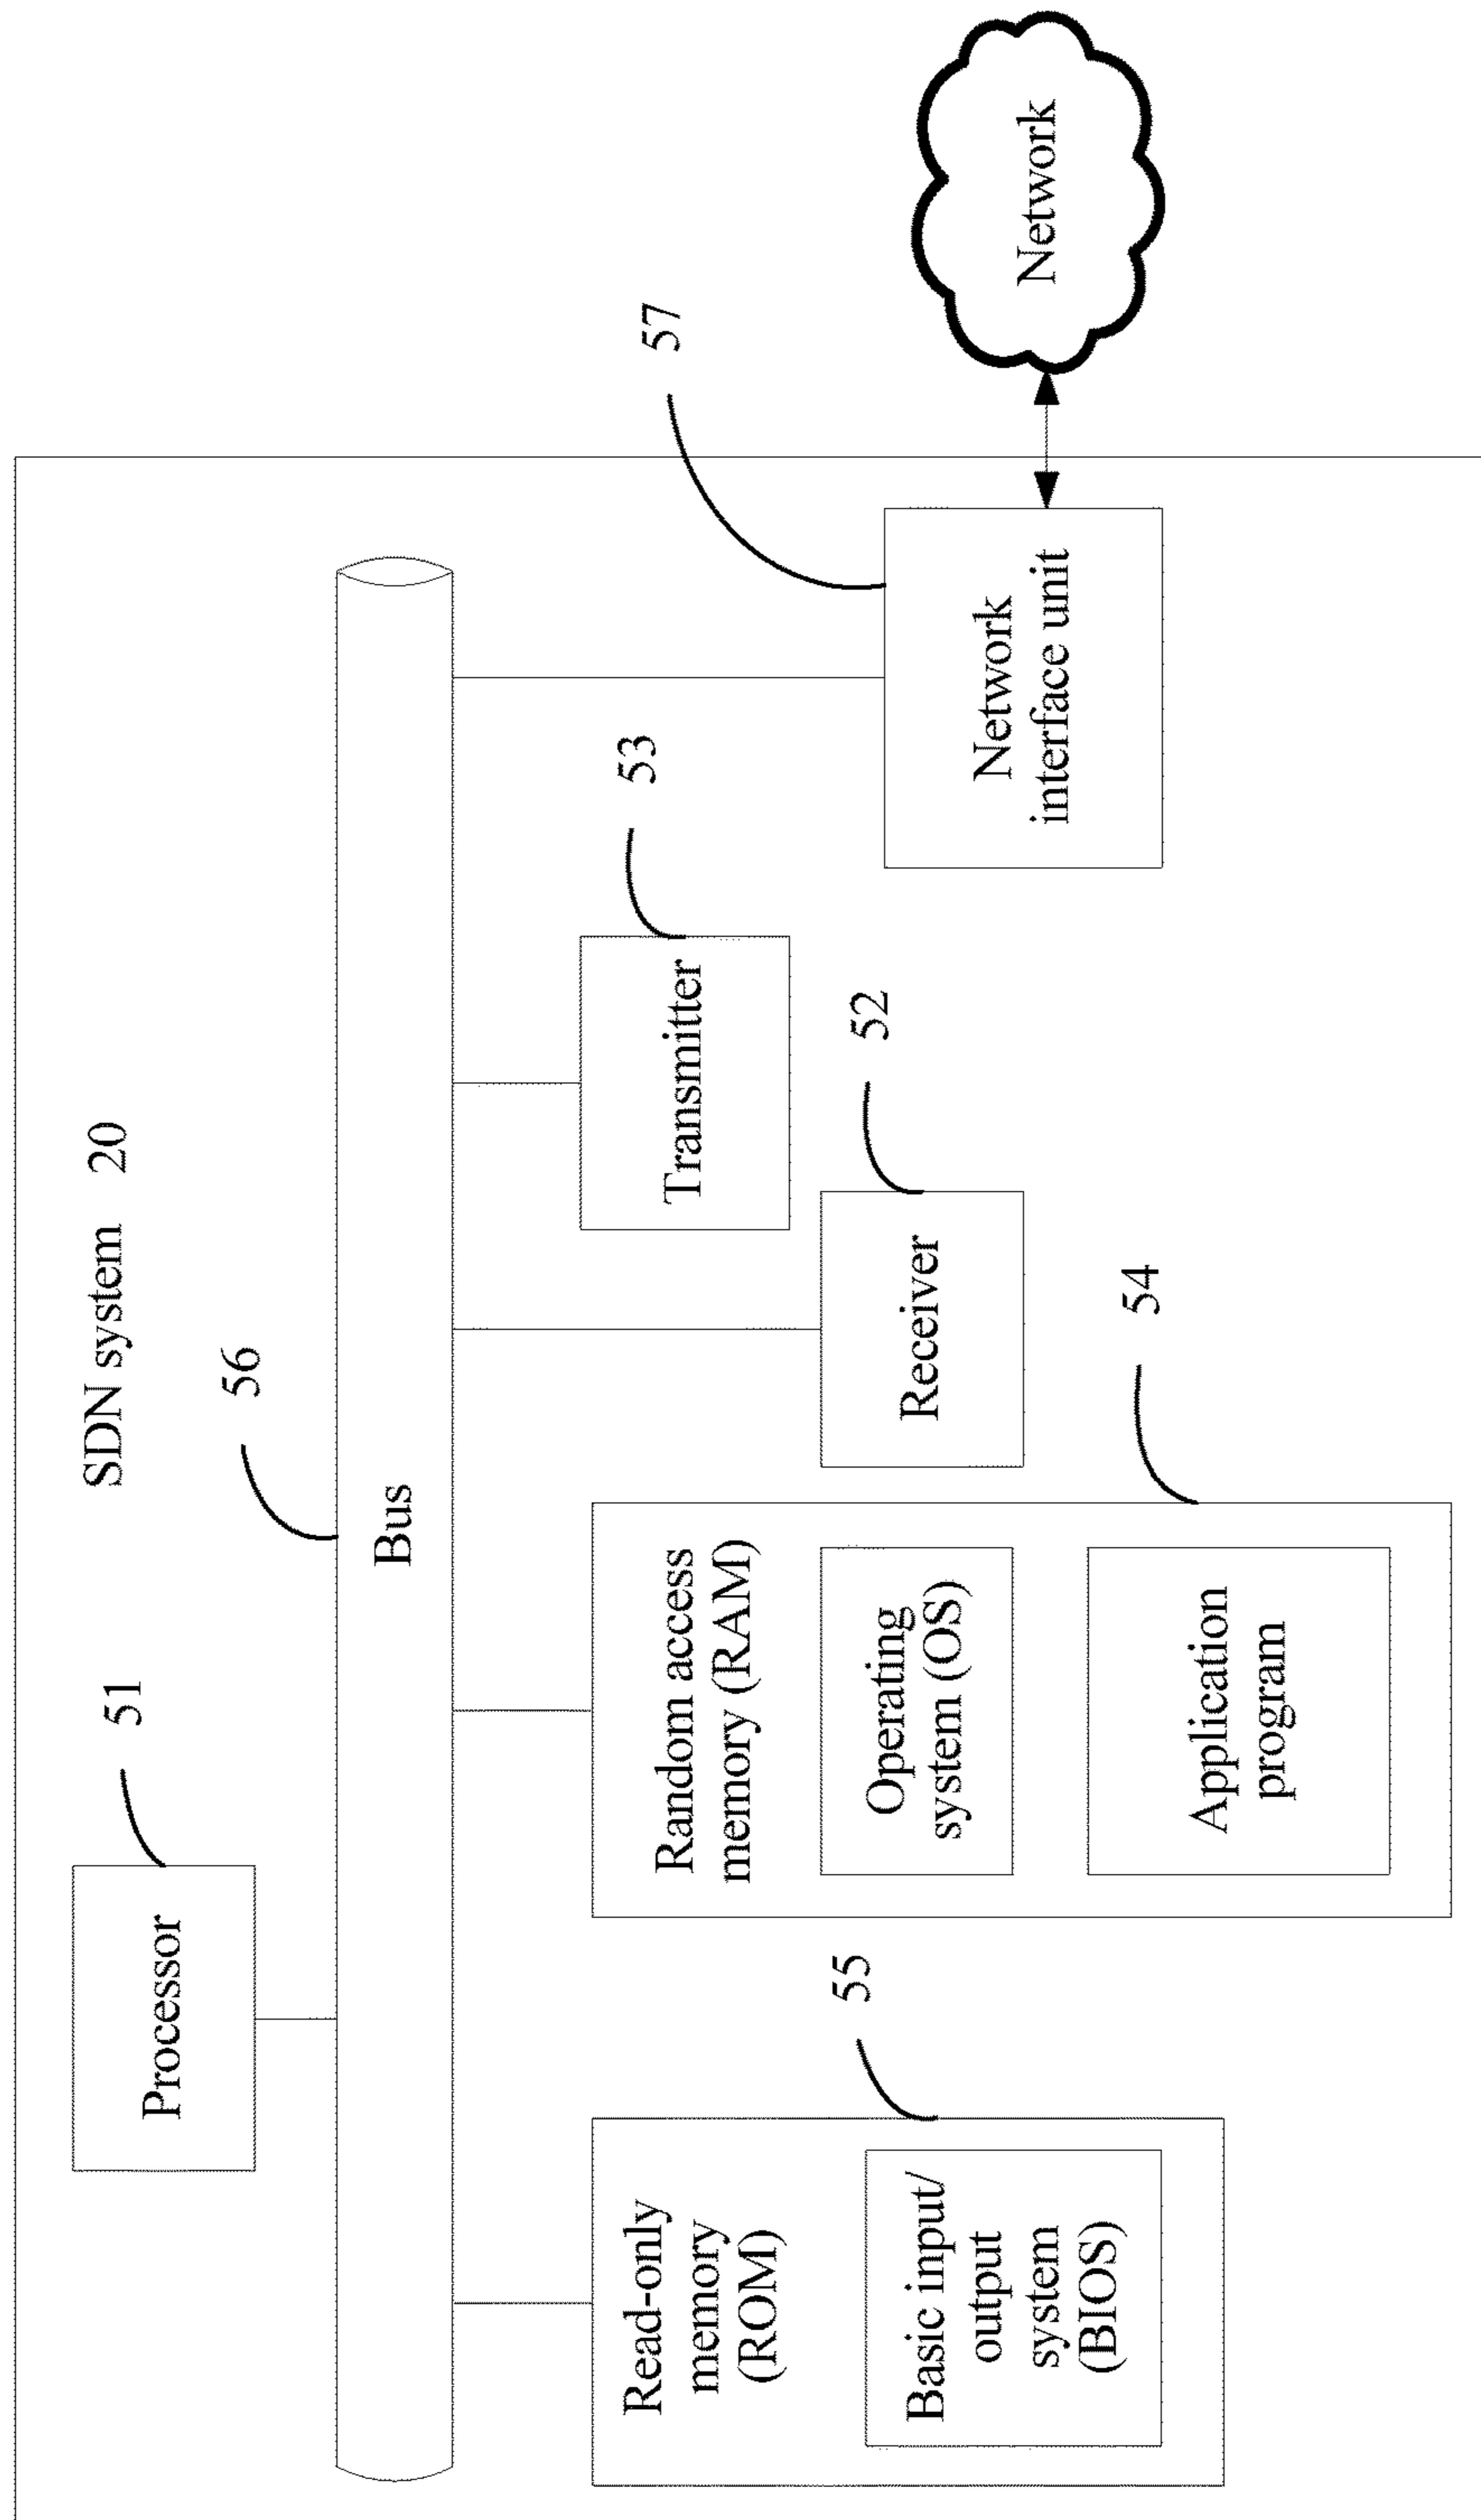 SDN system 20
Processor
51
56
Bus
Read-only
memory
(ROM)
Basic input/
output
system
(BIOS)
55
Random access
memory (RAM)
Operating
system (OS)
Application
program
54
Receiver
52
Transmitter
53
Network
interface unit
57
Network